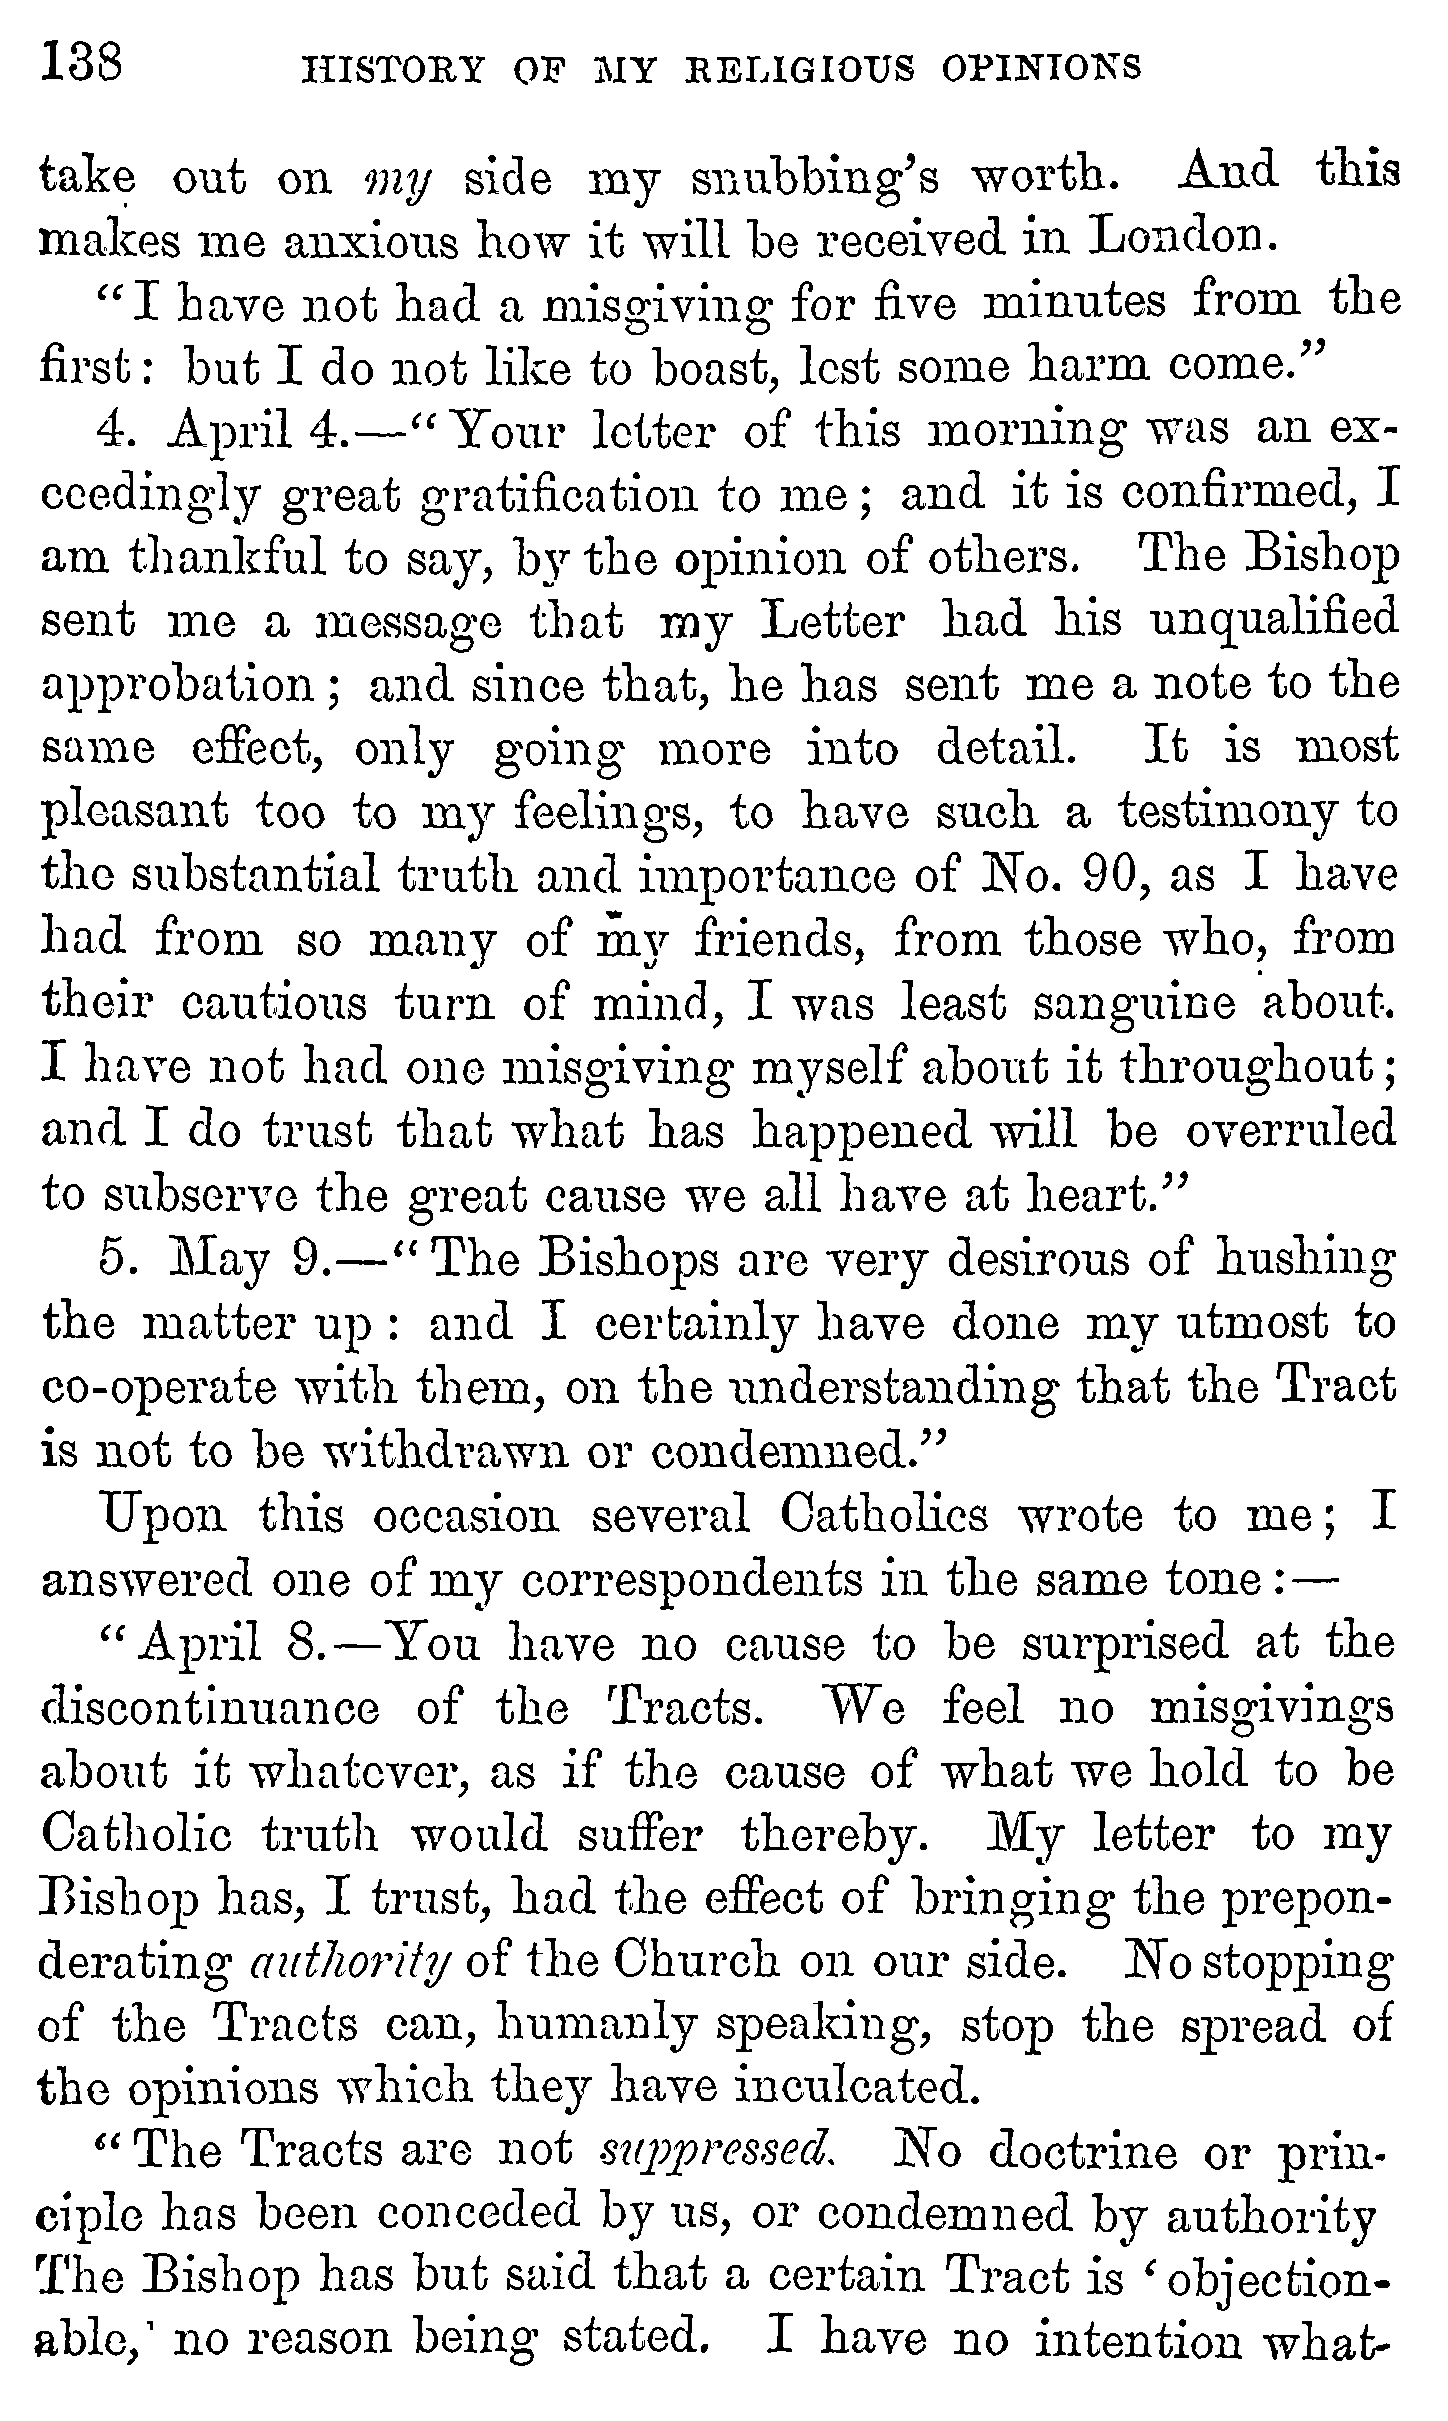 138 HISTORY OF MY RELIGIOUS OPINIONS
take out on my side my snubbing's worth. And this
makes me anxious how it will be received in London.
"I have not had a misgiving for five minutes from the
first: but I do not like to boast, lest some harm come."
4. April 4.—"Your letter of this morning was an ex-
ceedingly great gratification to me; and it is confirmed, I
am thankful to say, by the opinion of others. The Bishop
sent me a message that my Letter had his unqualified
approbation; and since that, he has sent me a note to the
same effect, only going more into detail. It is most
pleasant too to my feelings, to have such a testimony to
the substantial truth and importance of No. 90, as I have
had from so many of my friends, from those who, from
their cautious turn of mind, I was least sanguine about.
I have not had one misgiving myself about it throughout;
and I do trust that what has happened will be overruled
to subserve the great cause we all have at heart."
5. May 9.—"The Bishops are very desirous of hushing
the matter up: and I certainly have done my utmost to
co-operate with them, on the understanding that the Tract
is not to be withdrawn or condemned."
Upon this occasion several Catholics wrote to me; I
answered one of my correspondents in the same tone:—
"April 8.—You have no cause to be surprised at the
discontinuance of the Tracts. We feel no misgivings
about it whatever, as if the cause of what we hold to be
Catholic truth would suffer thereby. My letter to my
Bishop has, I trust, had the effect of bringing the prepon-
derating authority of the Church on our side. No stopping
of the Tracts can, humanly speaking, stop the spread of
the opinions which they have inculcated.
"The Tracts are not suppressed. No doctrine or prin-
ciple has been conceded by us, or condemned by authority
The Bishop has but said that a certain Tract is 'objection-
able,' no reason being stated. I have no intention what-